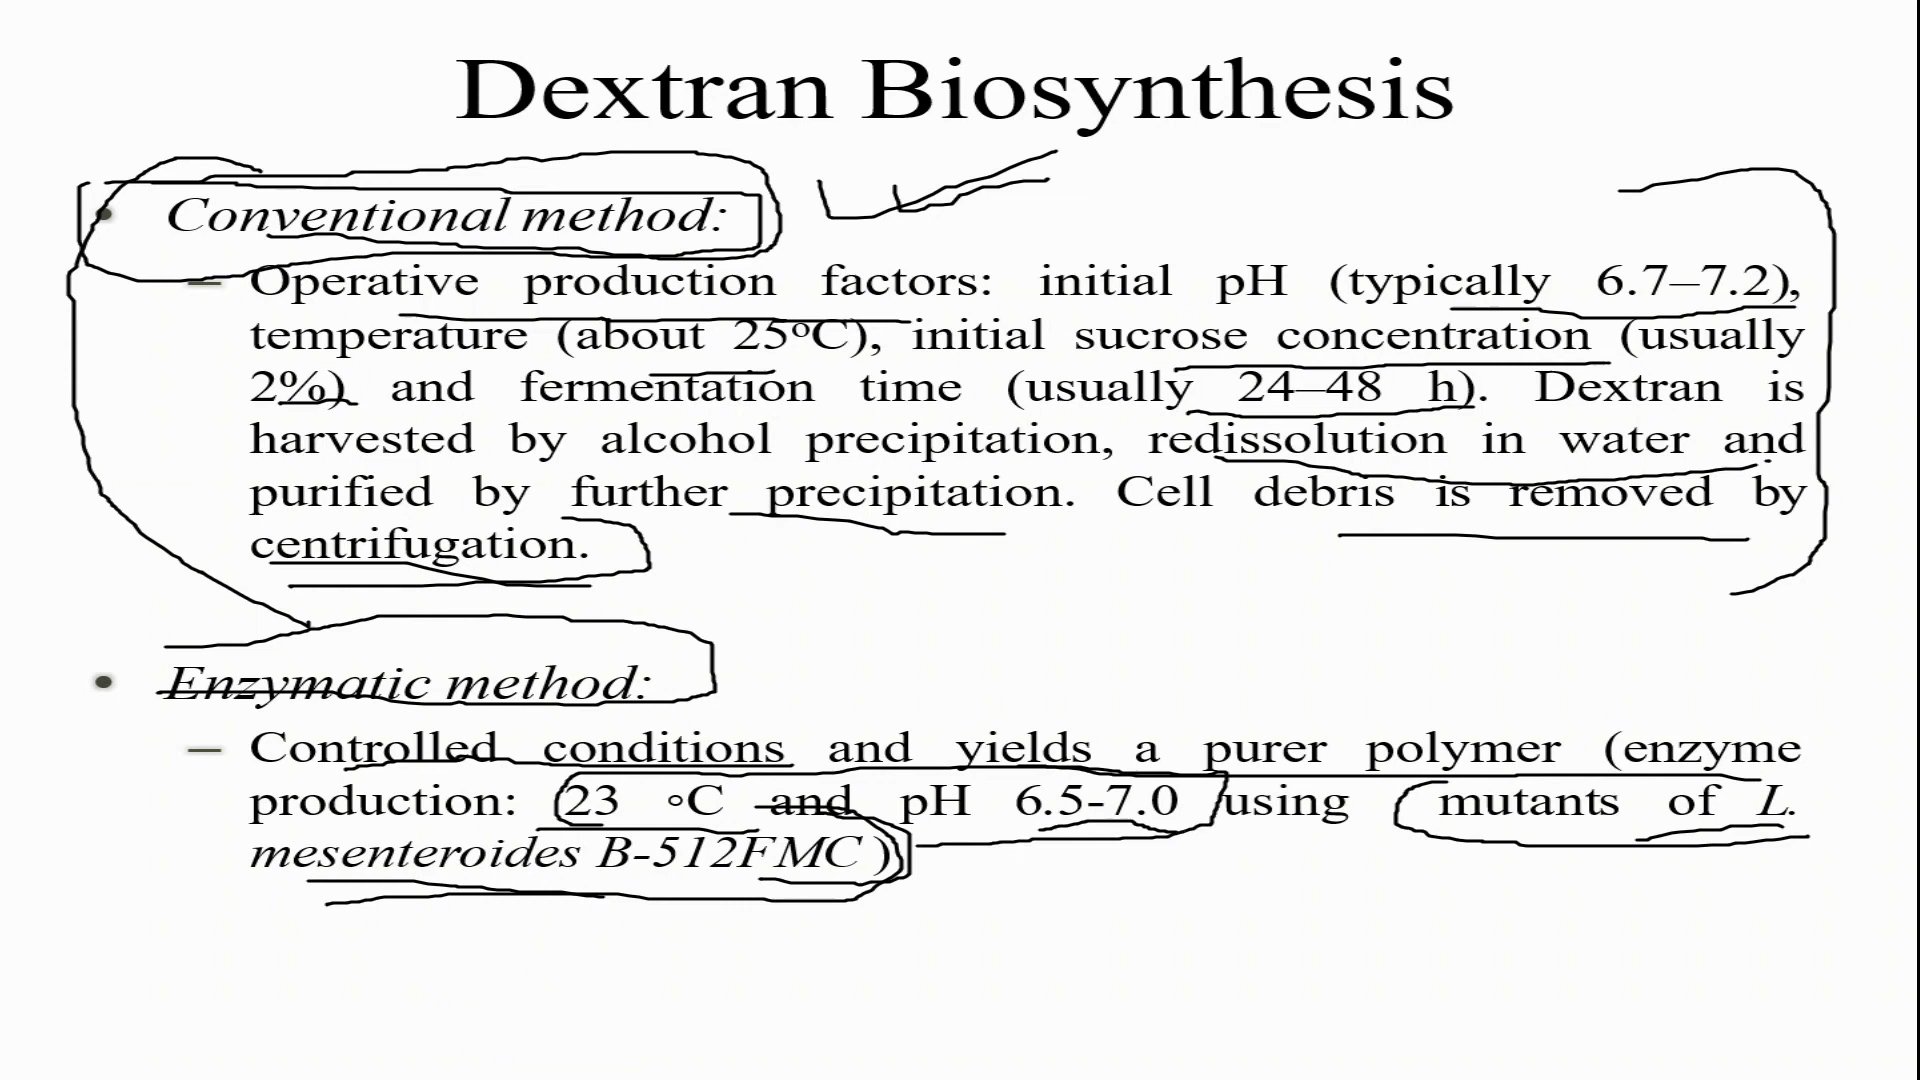 Dextran Biosynthesis
• Conventional method:
– Operative production factors: initial pH (typically 6.7–7.2),
temperature (about 25ºC), initial sucrose concentration (usually
2%) and fermentation time (usually 24–48 h). Dextran is
harvested by alcohol precipitation, redissolution in water and
purified by further precipitation. Cell debris is removed by
centrifugation.
• Enzymatic method:
– Controlled conditions and yields a purer polymer (enzyme
production: 23 ◦C and pH 6.5-7.0 using mutants of L.
mesenteroides B-512FMC )